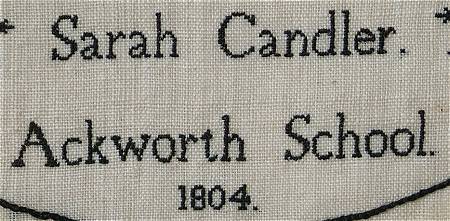 Sarah Candler.
Ackworth School.
1804.